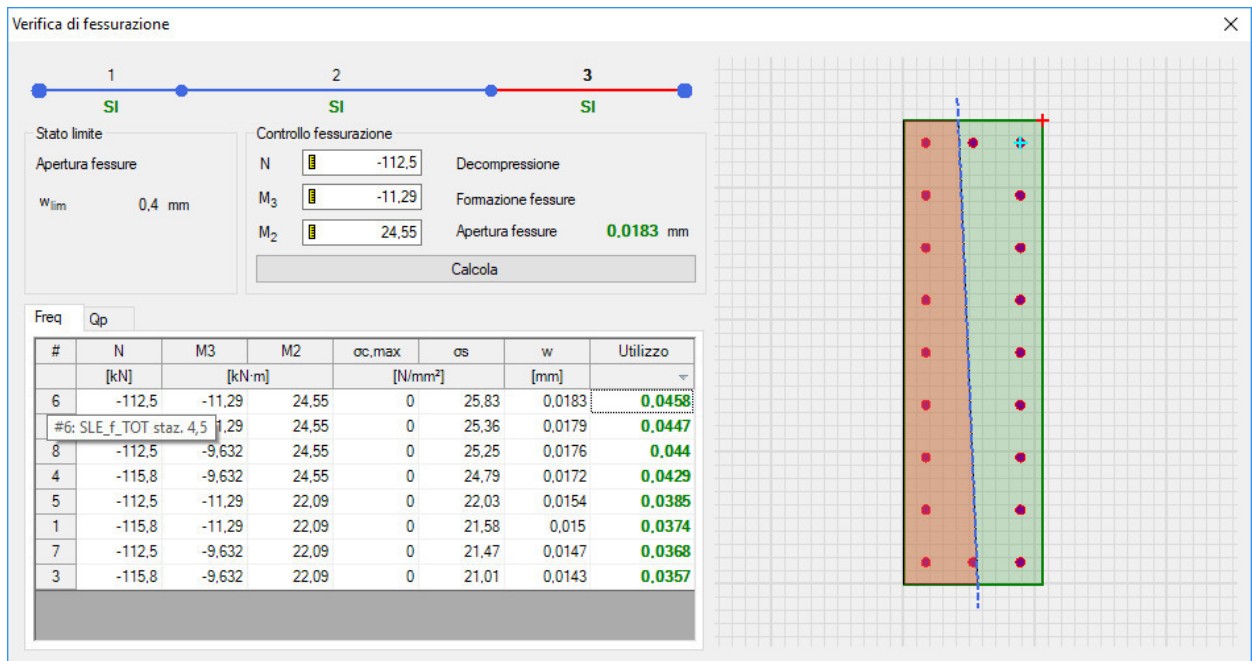 Verifica di fessurazione
1 2 3
SI SI SI
Stato limite
Apertura fessure
wlim 0,4 mm
Controllo fessurazione
N -112,5 Decompressione
M3 -11,29 Formazione fessure
M2 24,55 Apertura fessure 0,0183 mm
Calcola
Freq Qp
# N M3 M2 σc,max σs w Utilizzo
[kN] [kN·m] [N/mm²] [mm]
6 -112,5 -11,29 24,55 0 25,83 0,0183 0,0458
#6: SLE_f_TOT staz. 4,5 1,29 24,55 0 25,36 0,0179 0,0447
8 -112,5 -9,632 24,55 0 25,25 0,0176 0,044
4 -115,8 -9,632 24,55 0 24,79 0,0172 0,0429
5 -112,5 -11,29 22,09 0 22,03 0,0154 0,0385
1 -115,8 -11,29 22,09 0 21,58 0,015 0,0374
7 -112,5 -9,632 22,09 0 21,47 0,0147 0,0368
3 -115,8 -9,632 22,09 0 21,01 0,0143 0,0357